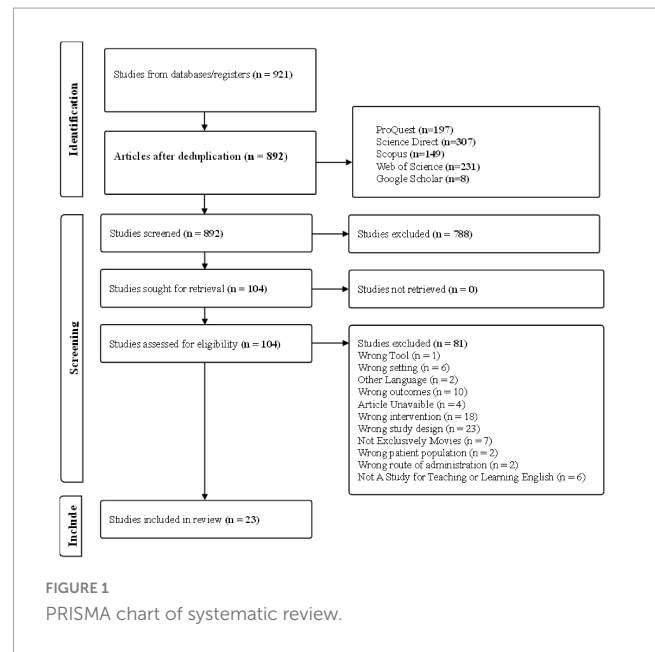 Identification
Studies from databases/registers (n = 921)
Articles after deduplication (n = 892)
ProQuest (n=197)
Science Direct (n=307)
Scopus (n=149)
Web of Science (n=231)
Google Scholar (n=8)
Screening
Studies screened (n = 892)
Studies excluded (n = 788)
Studies sought for retrieval (n = 104)
Studies not retrieved (n = 0)
Studies assessed for eligibility (n = 104)
Studies excluded (n = 81)
Wrong Tool (n = 1)
Wrong setting (n = 6)
Other Language (n = 2)
Wrong outcomes (n = 10)
Article Unavaible (n = 4)
Wrong intervention (n = 18)
Wrong study design (n = 23)
Not Exclusively Movies (n = 7)
Wrong patient population (n = 2)
Wrong route of administration (n = 2)
Not A Study for Teaching or Learning English (n = 6)
Include
Studies included in review (n = 23)
FIGURE 1
PRISMA chart of systematic review.